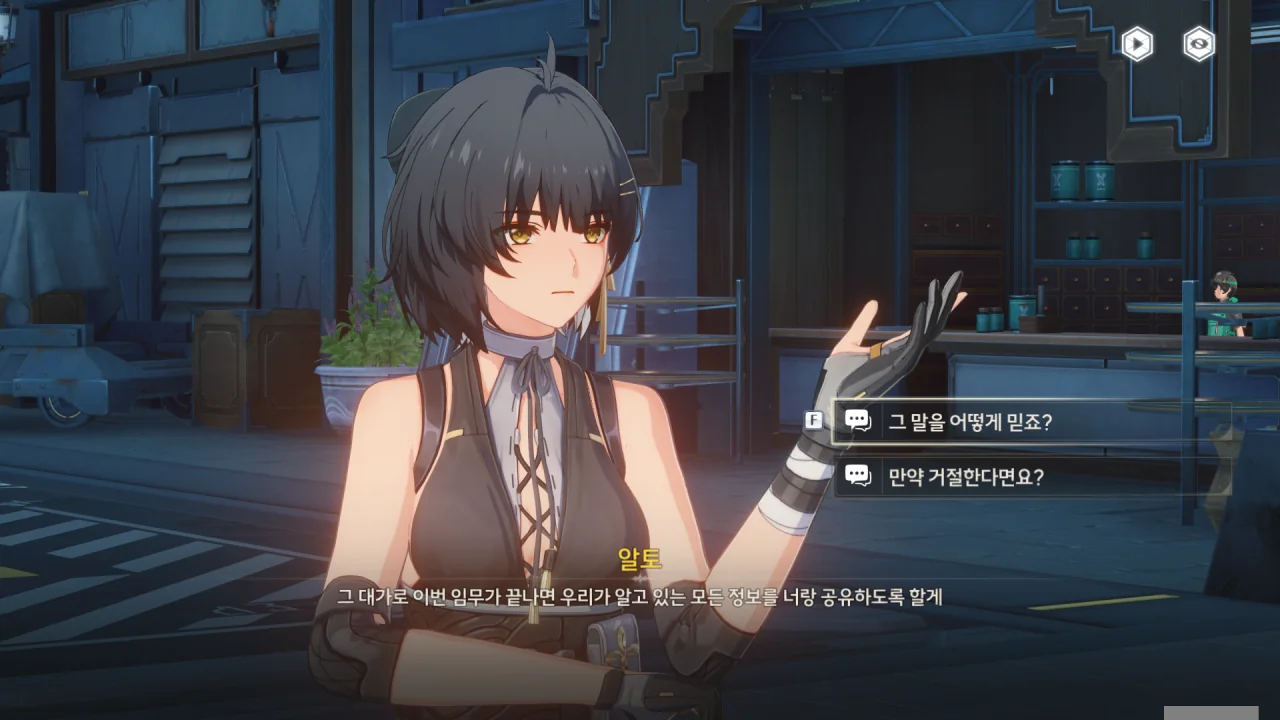 F
그 말을 어떻게 믿죠?
만약 거절한다면요?
알토
그 대가로 이번 임무가 끝나면 우리가 알고 있는 모든 정보를 너랑 공유하도록 할게